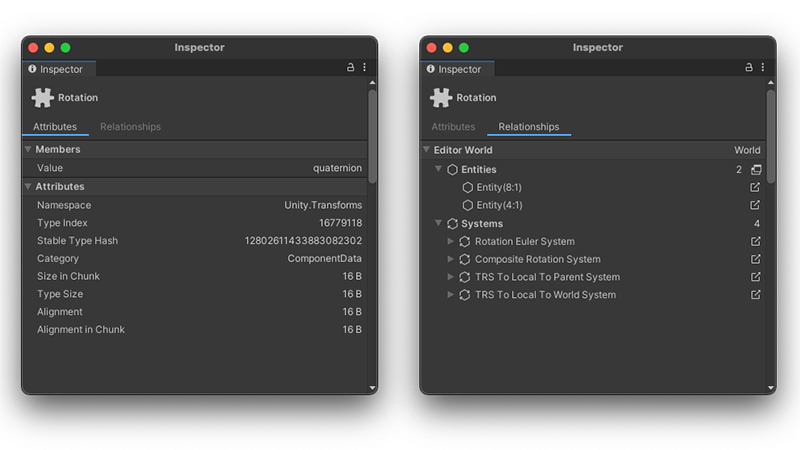 Inspector
Inspector
Rotation
Attributes Relationships
Members
Value quaternion
Attributes
Namespace Unity.Transforms
Type Index 16779118
Stable Type Hash 12802611433883082302
Category ComponentData
Size in Chunk 16 B
Type Size 16 B
Alignment 16 B
Alignment in Chunk 16 B
Inspector
Inspector
Rotation
Attributes Relationships
Editor World World
Entities 2
Entity(8:1)
Entity(4:1)
Systems 4
Rotation Euler System
Composite Rotation System
TRS To Local To Parent System
TRS To Local To World System